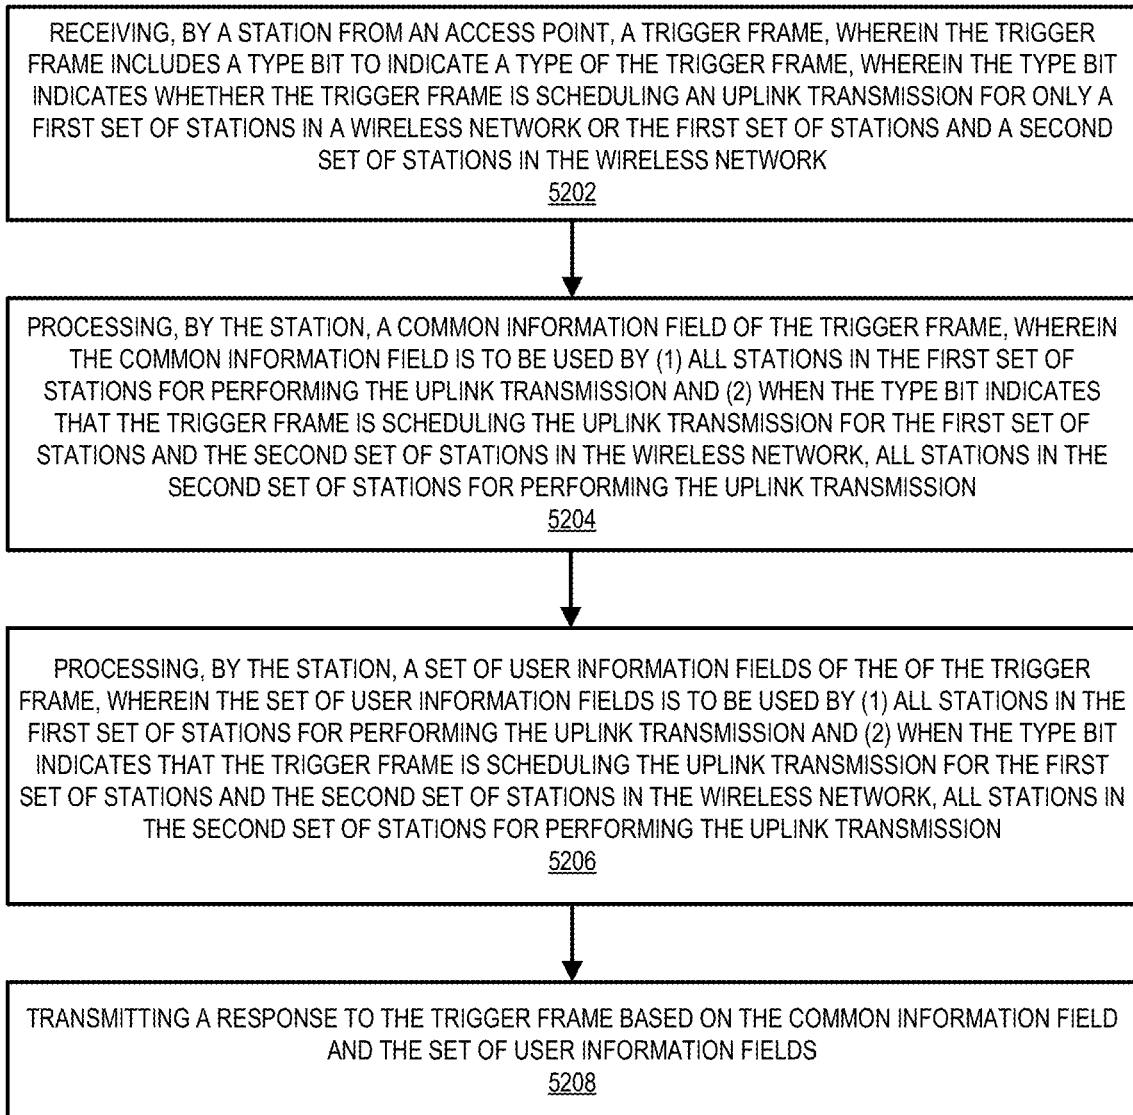 RECEIVING, BY A STATION FROM AN ACCESS POINT, A TRIGGER FRAME, WHEREIN THE TRIGGER
FRAME INCLUDES A TYPE BIT TO INDICATE A TYPE OF THE TRIGGER FRAME, WHEREIN THE TYPE BIT
INDICATES WHETHER THE TRIGGER FRAME IS SCHEDULING AN UPLINK TRANSMISSION FOR ONLY A
FIRST SET OF STATIONS IN A WIRELESS NETWORK OR THE FIRST SET OF STATIONS AND A SECOND
SET OF STATIONS IN THE WIRELESS NETWORK
5202
PROCESSING, BY THE STATION, A COMMON INFORMATION FIELD OF THE TRIGGER FRAME, WHEREIN
THE COMMON INFORMATION FIELD IS TO BE USED BY (1) ALL STATIONS IN THE FIRST SET OF
STATIONS FOR PERFORMING THE UPLINK TRANSMISSION AND (2) WHEN THE TYPE BIT INDICATES
THAT THE TRIGGER FRAME IS SCHEDULING THE UPLINK TRANSMISSION FOR THE FIRST SET OF
STATIONS AND THE SECOND SET OF STATIONS IN THE WIRELESS NETWORK, ALL STATIONS IN THE
SECOND SET OF STATIONS FOR PERFORMING THE UPLINK TRANSMISSION
5204
PROCESSING, BY THE STATION, A SET OF USER INFORMATION FIELDS OF THE OF THE TRIGGER
FRAME, WHEREIN THE SET OF USER INFORMATION FIELDS IS TO BE USED BY (1) ALL STATIONS IN THE
FIRST SET OF STATIONS FOR PERFORMING THE UPLINK TRANSMISSION AND (2) WHEN THE TYPE BIT
INDICATES THAT THE TRIGGER FRAME IS SCHEDULING THE UPLINK TRANSMISSION FOR THE FIRST
SET OF STATIONS AND THE SECOND SET OF STATIONS IN THE WIRELESS NETWORK, ALL STATIONS IN
THE SECOND SET OF STATIONS FOR PERFORMING THE UPLINK TRANSMISSION
5206
TRANSMITTING A RESPONSE TO THE TRIGGER FRAME BASED ON THE COMMON INFORMATION FIELD
AND THE SET OF USER INFORMATION FIELDS
5208